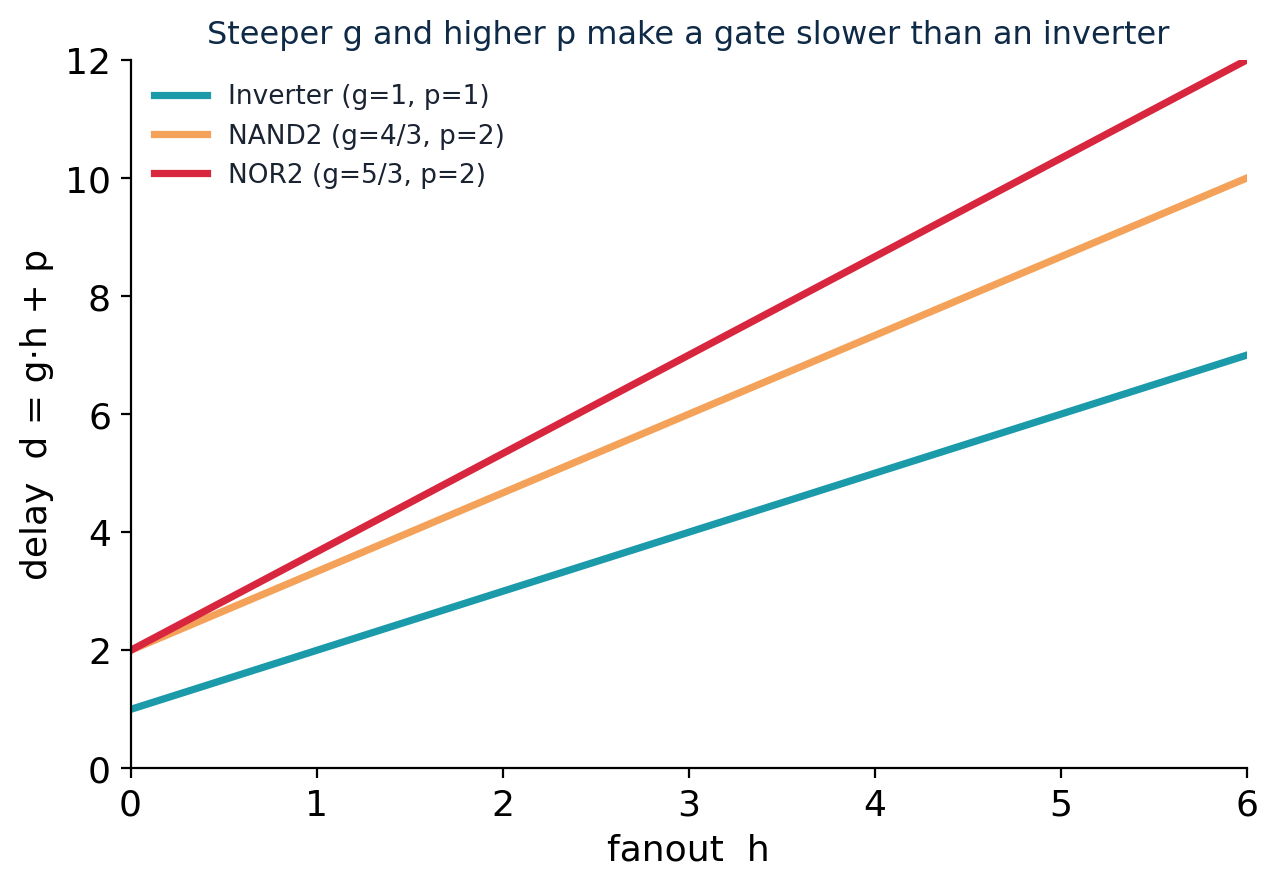 Steeper g and higher p make a gate slower than an inverter
12
10
8
6
4
2
0
delay  d = g·h + p
Inverter (g=1, p=1)
NAND2 (g=4/3, p=2)
NOR2 (g=5/3, p=2)
0 1 2 3 4 5 6
fanout  h